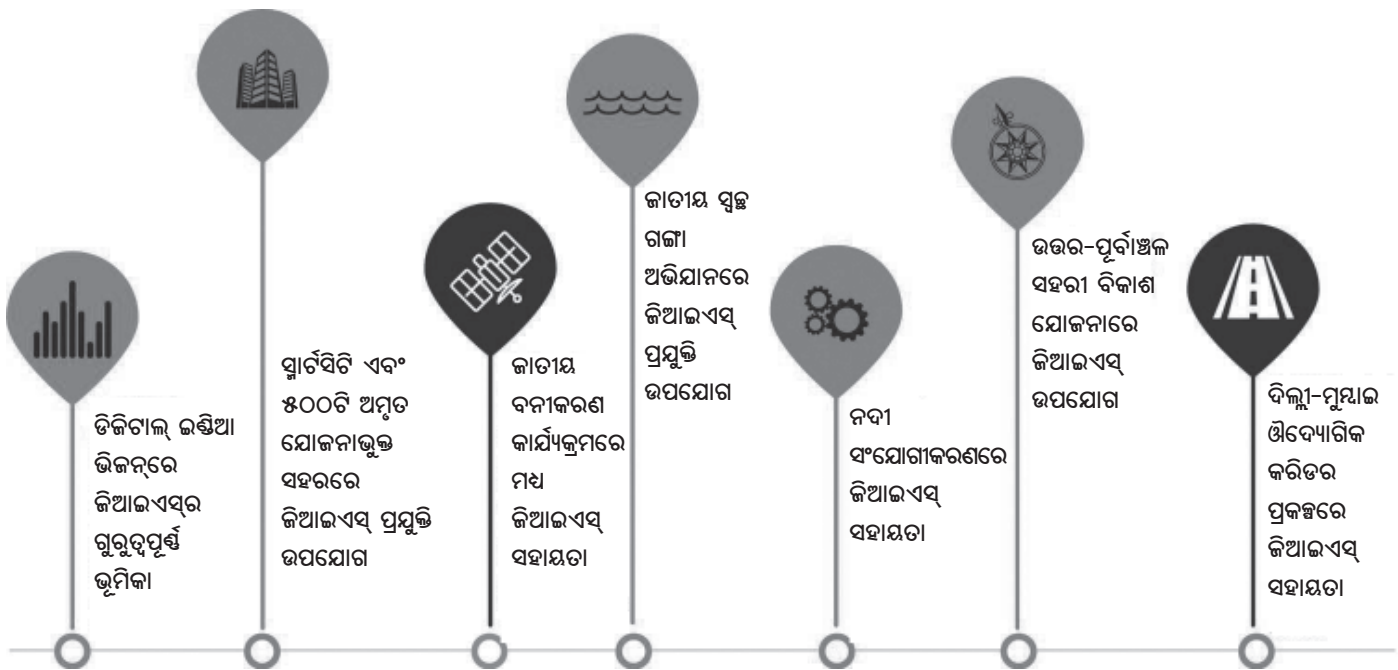 ଡିଜିଟାଲ୍ ଇଣ୍ଡିଆ
ଭିଜନ୍‌ରେ
ଜିଆଇଏସ୍‌ର
ଗୁରୁତ୍ୱପୂର୍ଣ୍ଣ
ଭୂମିକା
ସ୍ମାର୍ଟସିଟି ଏବଂ
୫୦୦ଟି ଅମୃତ
ଯୋଜନାଭୁକ୍ତ
ସହରରେ
ଜିଆଇଏସ୍ ପ୍ରଯୁକ୍ତି
ଉପଯୋଗ
ଜାତୀୟ
ବନୀକରଣ
କାର୍ଯ୍ୟକ୍ରମରେ
ମଧ୍ୟ
ଜିଆଇଏସ୍
ସହାୟତା
ଜାତୀୟ ସ୍ୱଚ୍ଛ
ଗଙ୍ଗା
ଅଭିଯାନରେ
ଜିଆଇଏସ୍
ପ୍ରଯୁକ୍ତି
ଉପଯୋଗ
ନଦୀ
ସଂଯୋଗୀକରଣରେ
ଜିଆଇଏସ୍
ସହାୟତା
ଉତ୍ତର-ପୂର୍ବାଞ୍ଚଳ
ସହରୀ ବିକାଶ
ଯୋଜନାରେ
ଜିଆଇଏସ୍
ଉପଯୋଗ
ଦିଲ୍ଲୀ-ମୁମ୍ବାଇ
ଔଦ୍ୟୋଗିକ
କରିଡର
ପ୍ରକଳ୍ପରେ
ଜିଆଇଏସ୍
ସହାୟତା